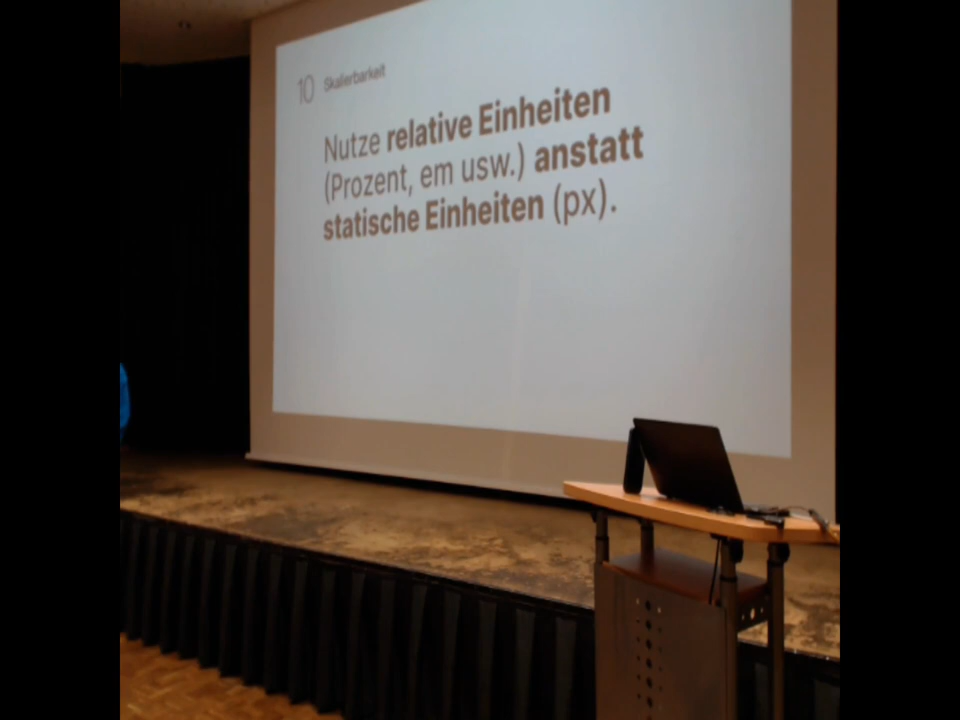 10 Skalierbarkeit
Nutze relative Einheiten
(Prozent, em usw.) anstatt
statische Einheiten (px).